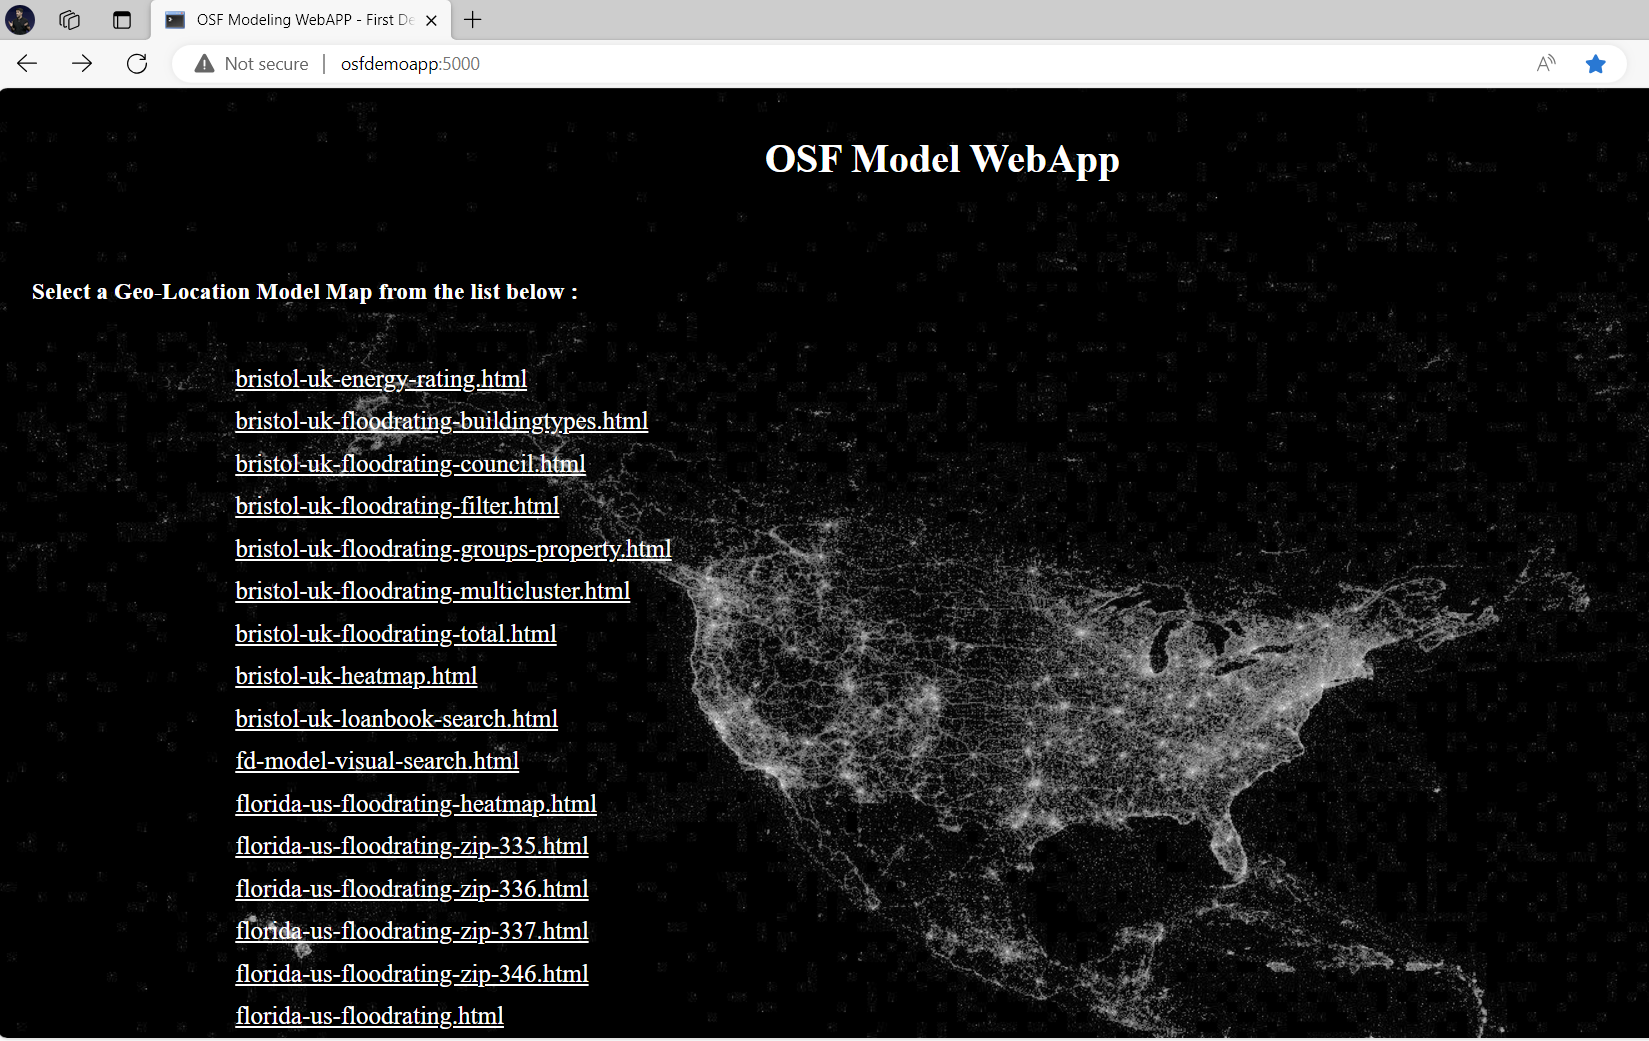 OSF Modeling WebAPP - First De
Not secure | osfdemoapp:5000
OSF Model WebApp
Select a Geo-Location Model Map from the list below :
bristol-uk-energy-rating.html
bristol-uk-floodrating-buildingtypes.html
bristol-uk-floodrating-council.html
bristol-uk-floodrating-filter.html
bristol-uk-floodrating-groups-property.html
bristol-uk-floodrating-multicluster.html
bristol-uk-floodrating-total.html
bristol-uk-heatmap.html
bristol-uk-loanbook-search.html
fd-model-visual-search.html
florida-us-floodrating-heatmap.html
florida-us-floodrating-zip-335.html
florida-us-floodrating-zip-336.html
florida-us-floodrating-zip-337.html
florida-us-floodrating-zip-346.html
florida-us-floodrating.html